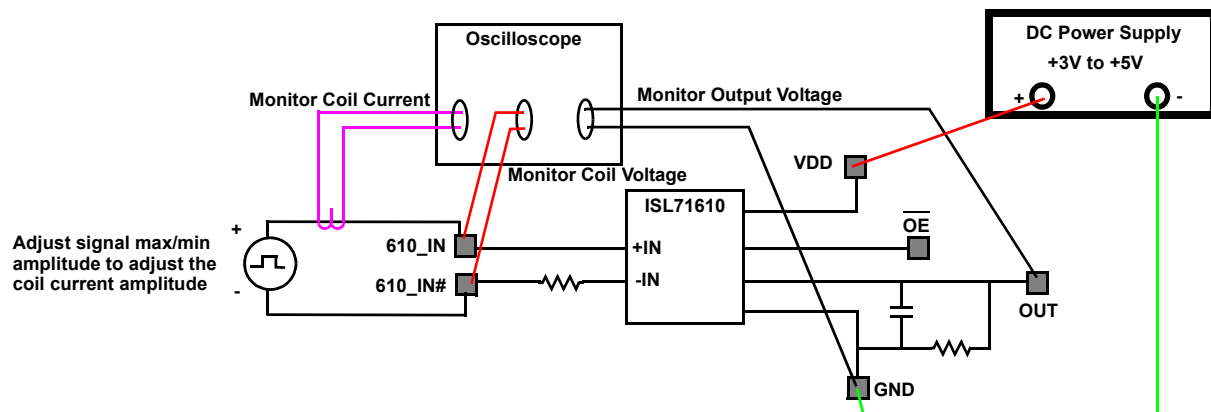 Oscilloscope
DC Power Supply
+3V to +5V
+
-
Monitor Coil Current
Monitor Output Voltage
Monitor Coil Voltage
VDD
ISL71610
OE
+
Adjust signal max/min
amplitude to adjust the
coil current amplitude
-
610_IN
+IN
610_IN#
-IN
OUT
GND